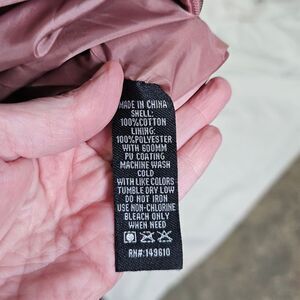 MADE IN CHINA
SHELL:
100%COTTON
LINING:
100%POLYESTER
WITH 600MM
PU COATING
MACHINE WASH
COLD
WITH LIKE COLORS
TUMBLE DRY LOW
DO NOT IRON
USE NON-CHLORINE
BLEACH ONLY
WHEN NEED
RN#:149610